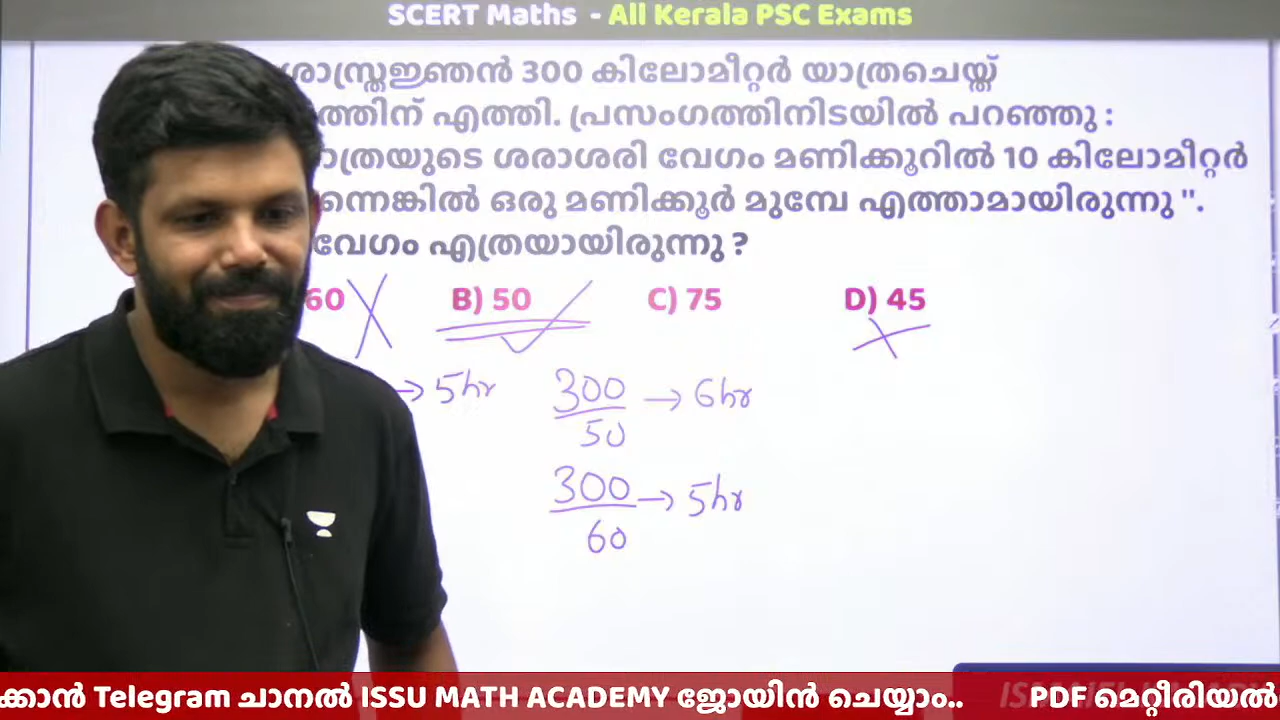 SCERT Maths - All Kerala PSC Exams
ശാസ്ത്രജ്ഞൻ 300 കിലോമീറ്റർ യാത്രചെയ്ത്
ത്തിന് എത്തി. പ്രസംഗത്തിനിടയിൽ പറഞ്ഞു :
ാത്രയുടെ ശരാശരി വേഗം മണിക്കൂറിൽ 10 കിലോമീറ്റർ
ന്നെങ്കിൽ ഒരു മണിക്കൂർ മുമ്പേ എത്താമായിരുന്നു ".
വേഗം എത്രയായിരുന്നു ?
60 B) 50 C) 75 D) 45
→ 5hr 300/50 → 6hr
300/60 → 5hr
ക്കാൻ Telegram ചാനൽ ISSU MATH ACADEMY ജോയിൻ ചെയ്യാം.. PDF മെറ്റീരിയൽ